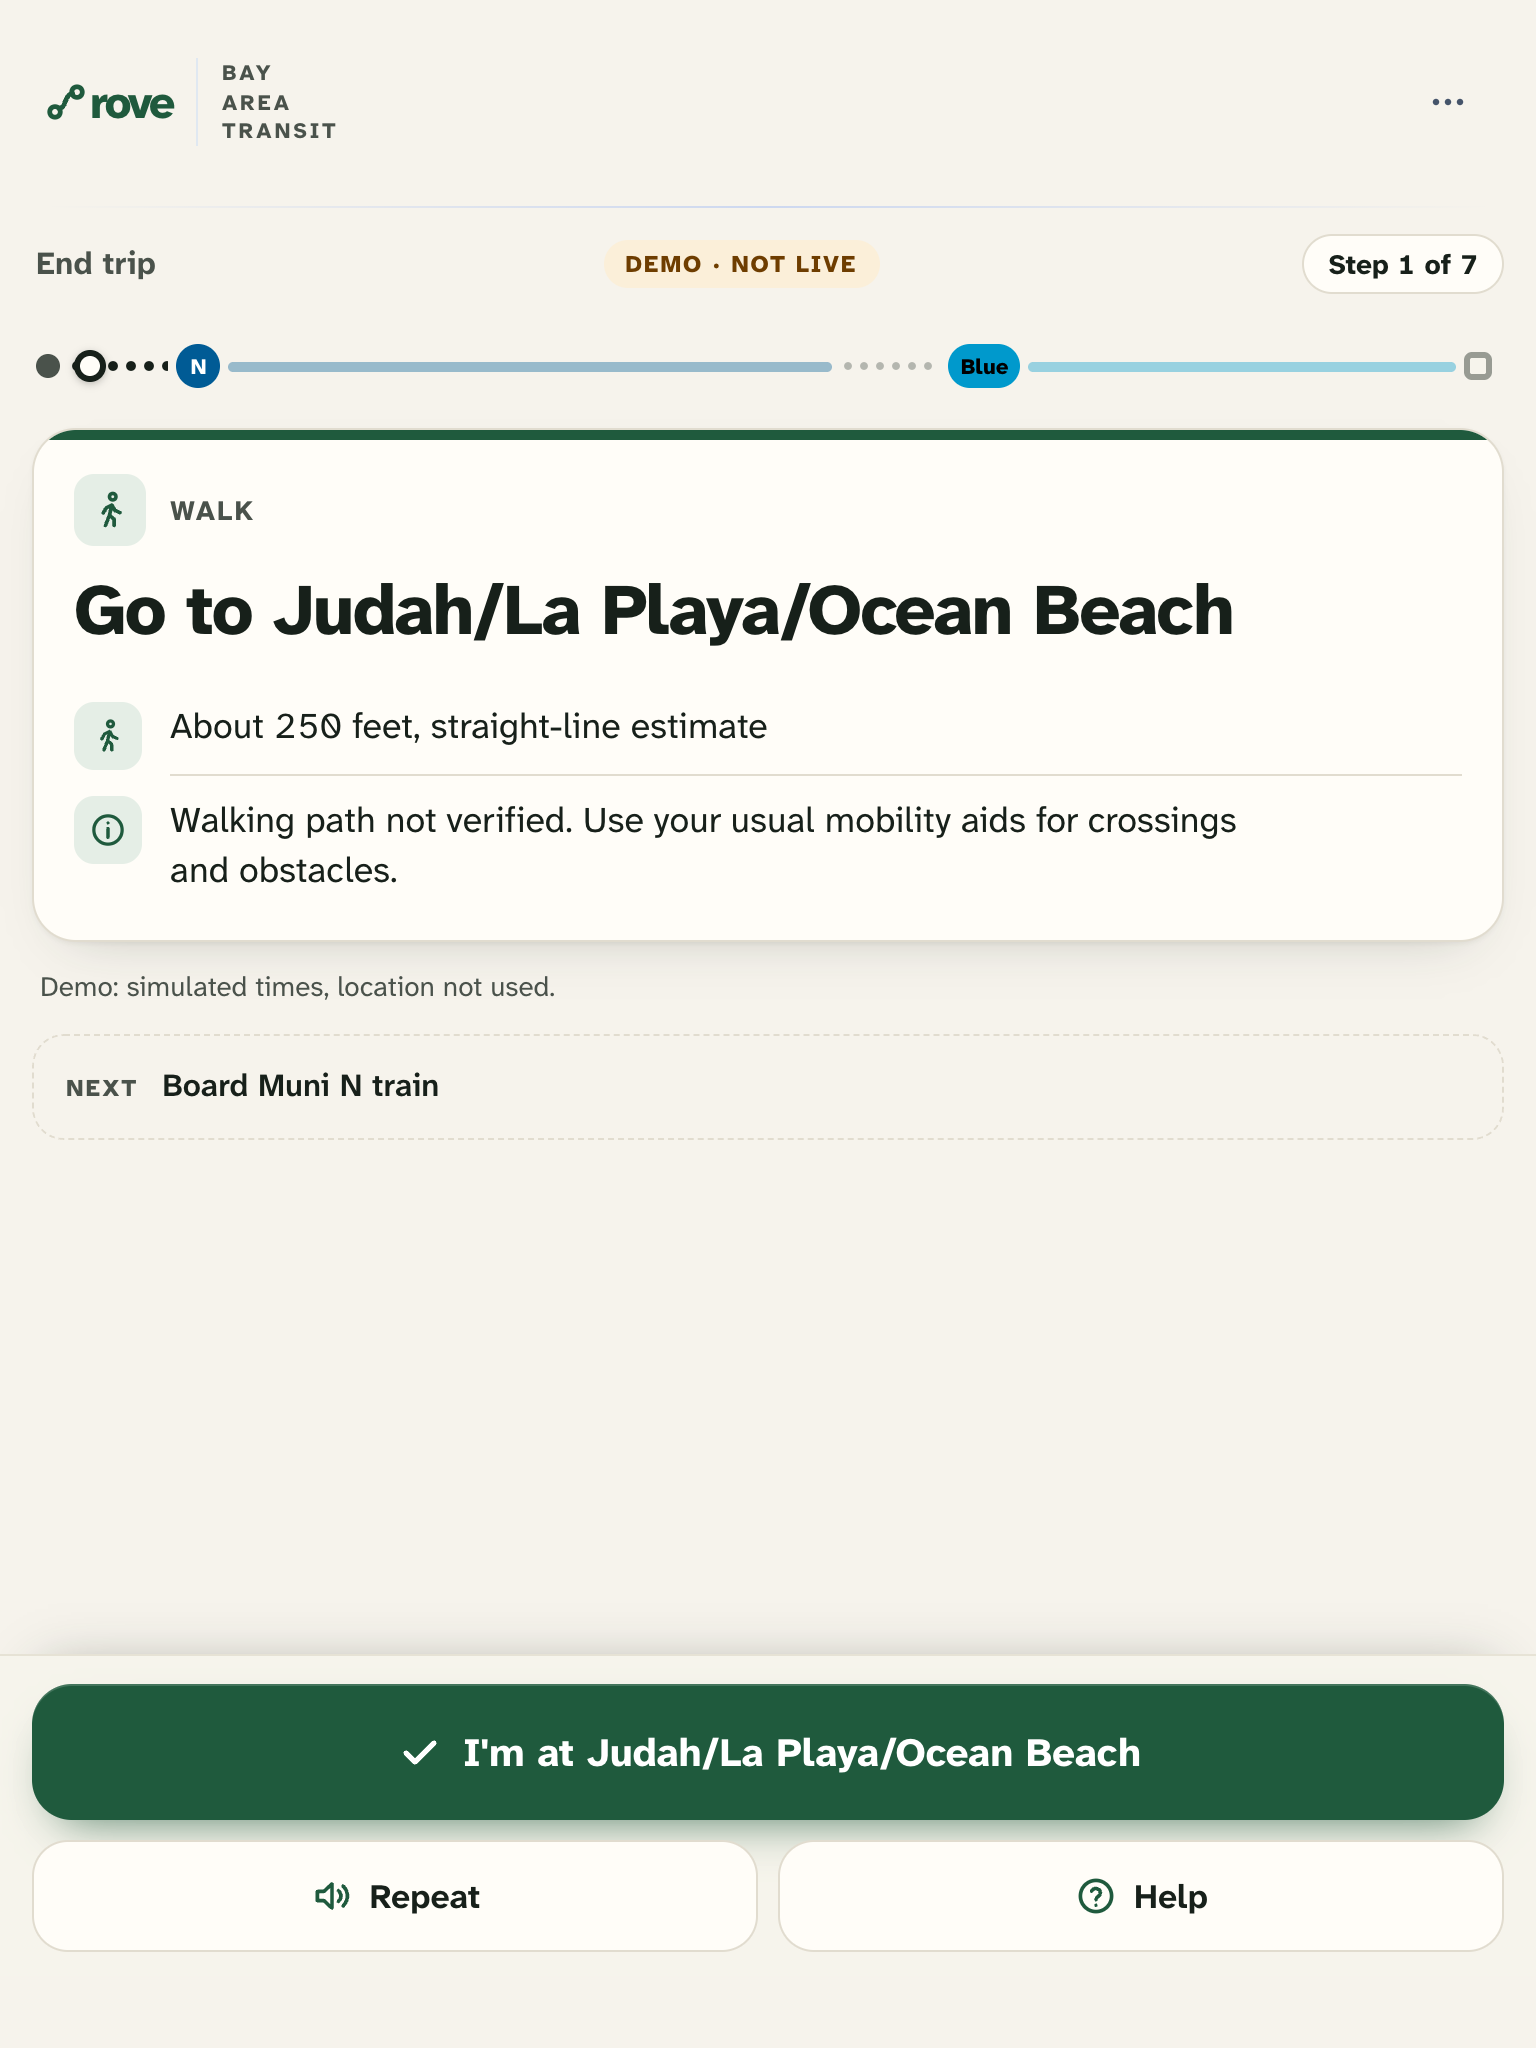 rove
BAY
AREA
TRANSIT
End trip
DEMO · NOT LIVE
Step 1 of 7
N
Blue
WALK
Go to Judah/La Playa/Ocean Beach
About 250 feet, straight-line estimate
Walking path not verified. Use your usual mobility aids for crossings
and obstacles.
Demo: simulated times, location not used.
NEXT Board Muni N train
I'm at Judah/La Playa/Ocean Beach
Repeat
Help